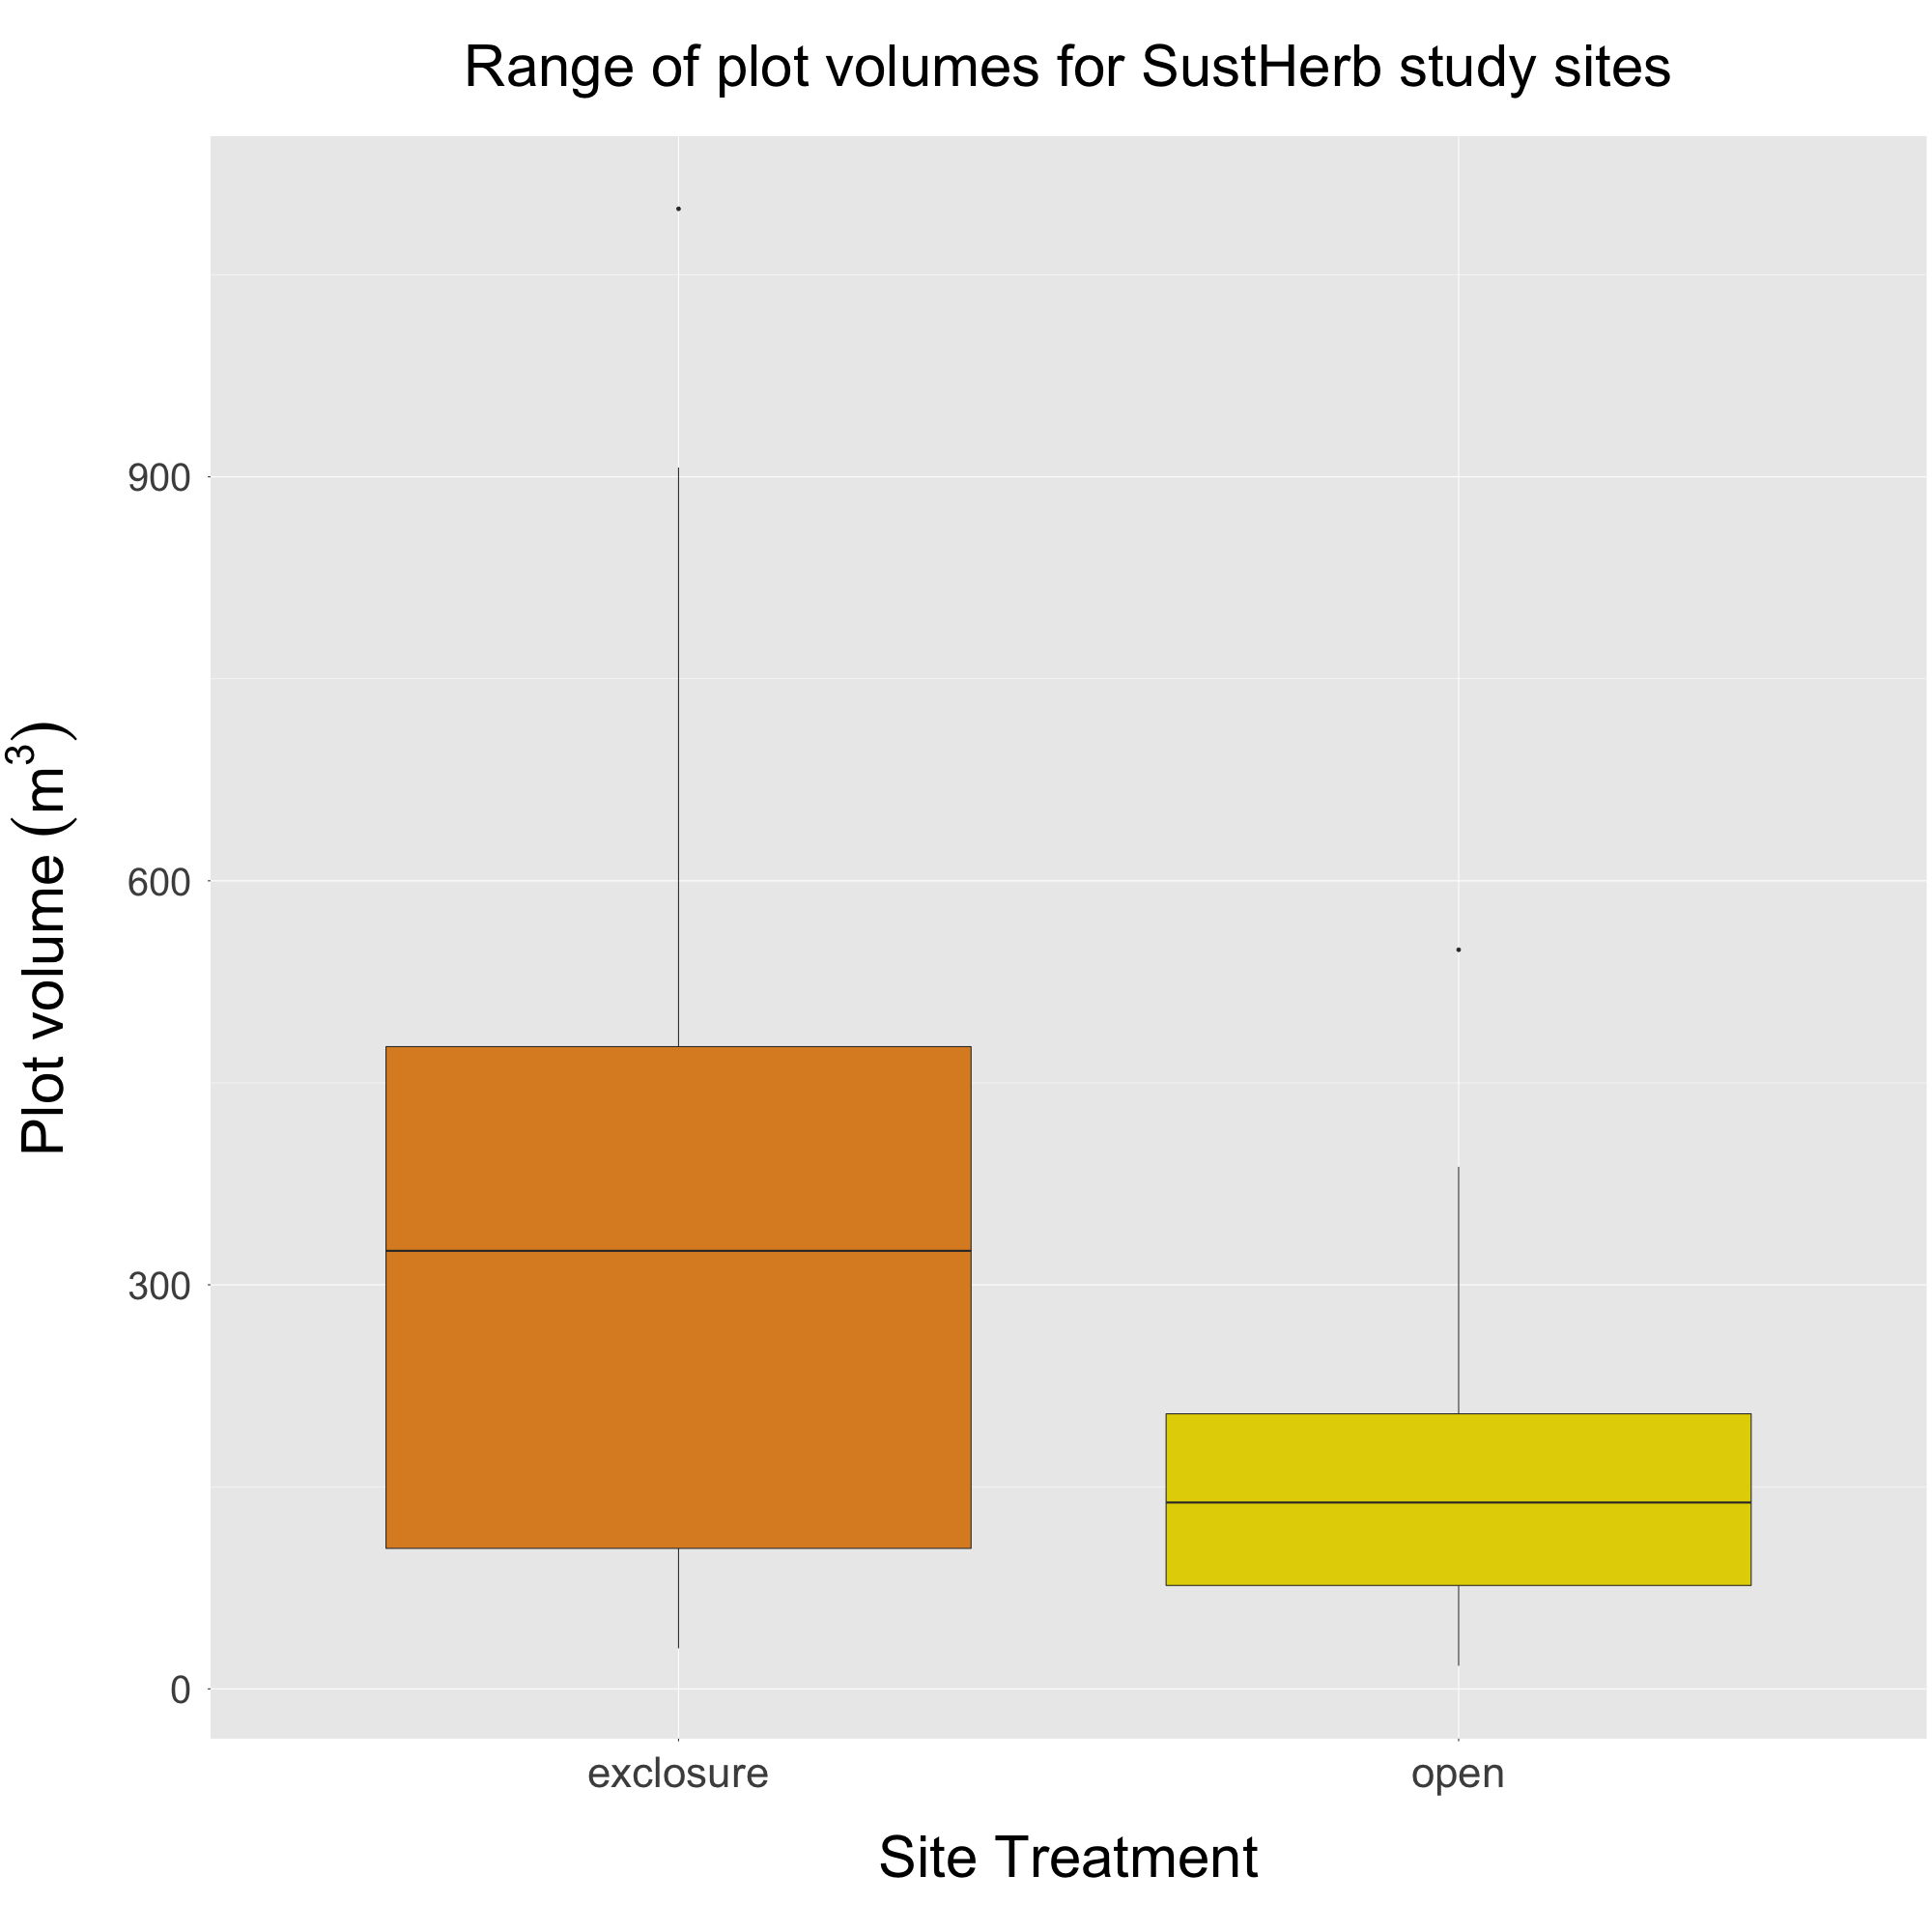 Range of plot volumes for SustHerb study sites
Plot volume (m³)
900
600
300
0
exclosure
open
Site Treatment